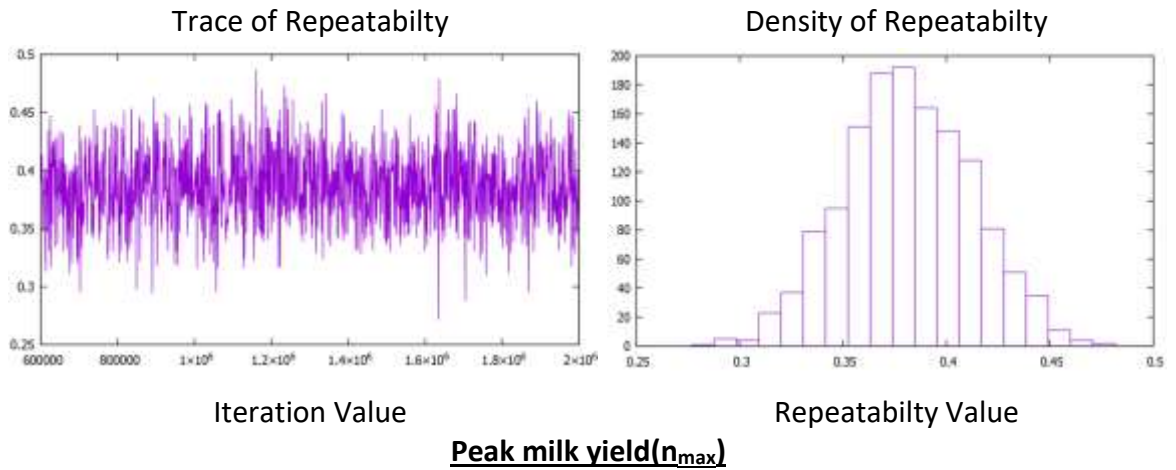 Trace of Repeatabilty
0.5
0.45
0.4
0.35
0.3
0.25
600000 800000 1×10⁶ 1.2×10⁶ 1.4×10⁶ 1.6×10⁶ 1.8×10⁶ 2×10⁶
Iteration Value
Density of Repeatabilty
200
180
160
140
120
100
80
60
40
20
0
0.25 0.3 0.35 0.4 0.45 0.5
Repeatabilty Value
Peak milk yield(nmax)